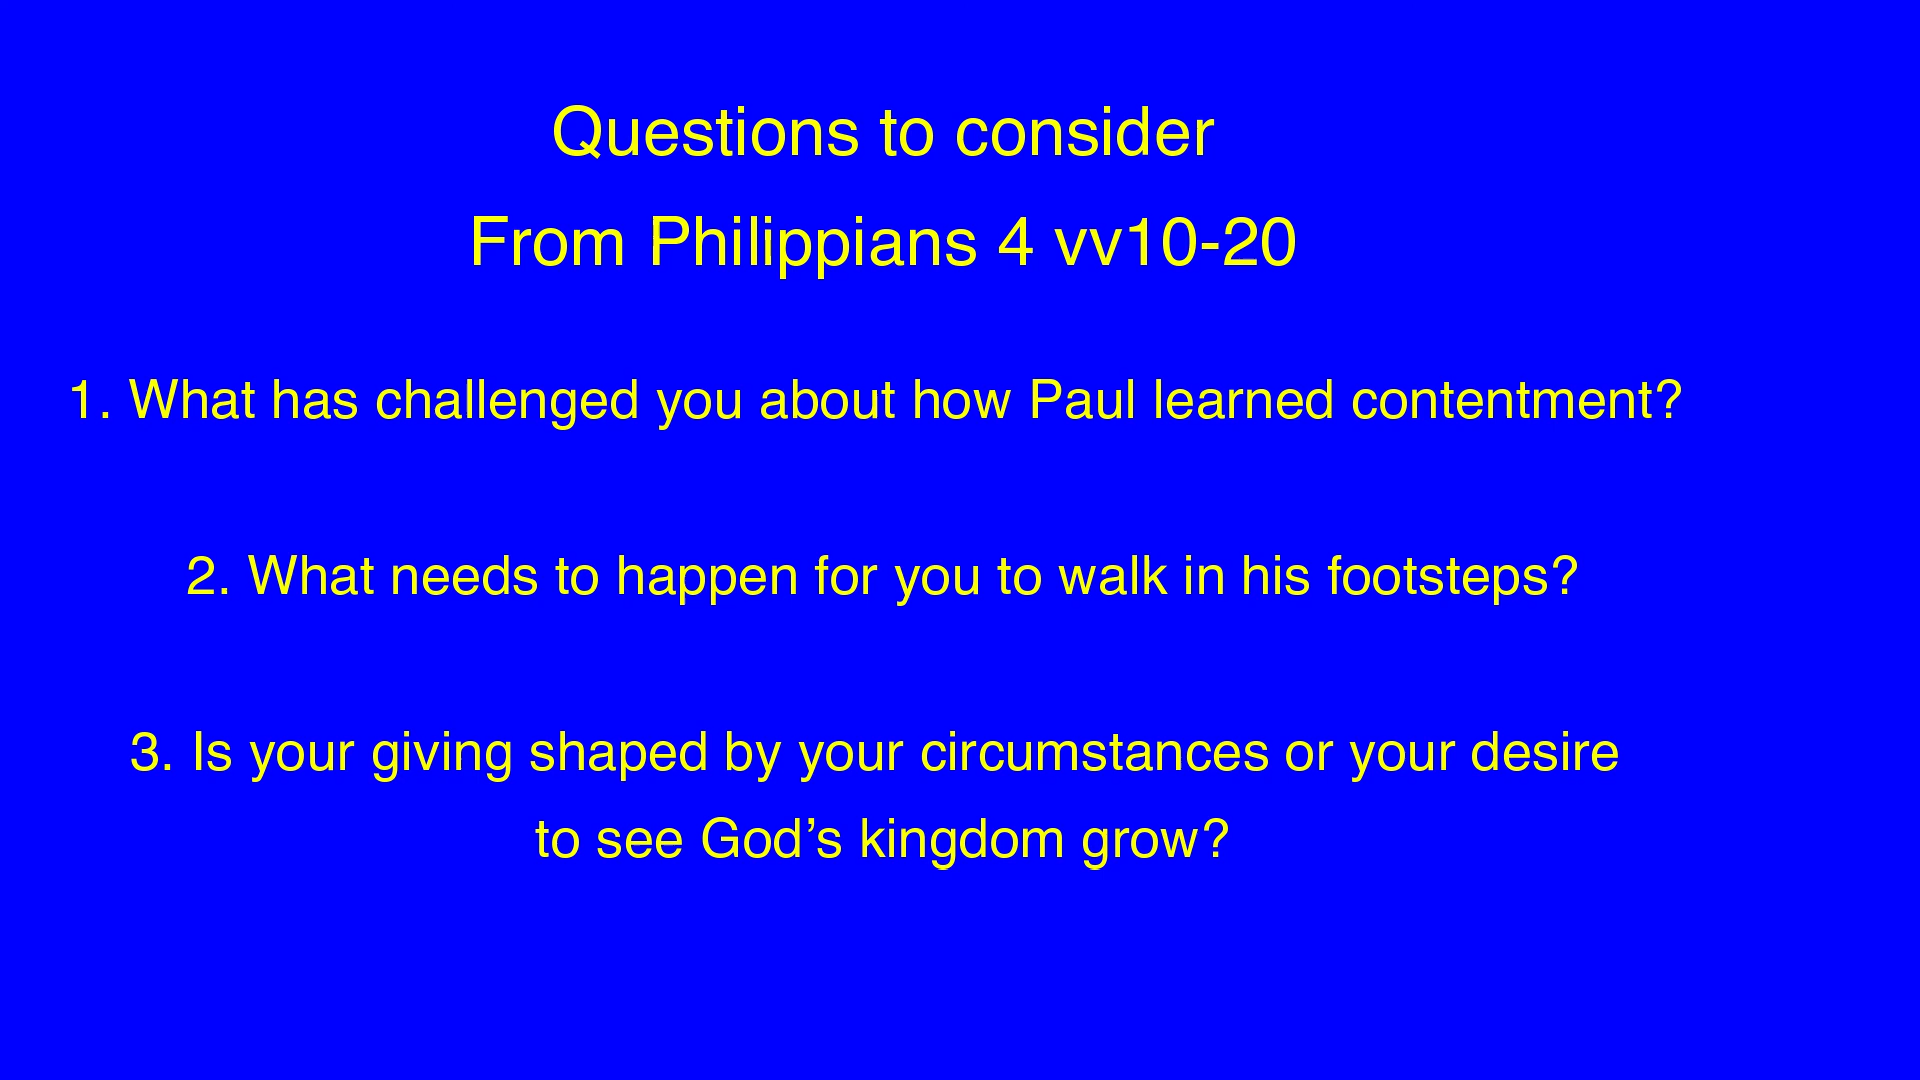 Questions to consider
From Philippians 4 vv10-20
1. What has challenged you about how Paul learned contentment?
2. What needs to happen for you to walk in his footsteps?
3. Is your giving shaped by your circumstances or your desire
to see God’s kingdom grow?